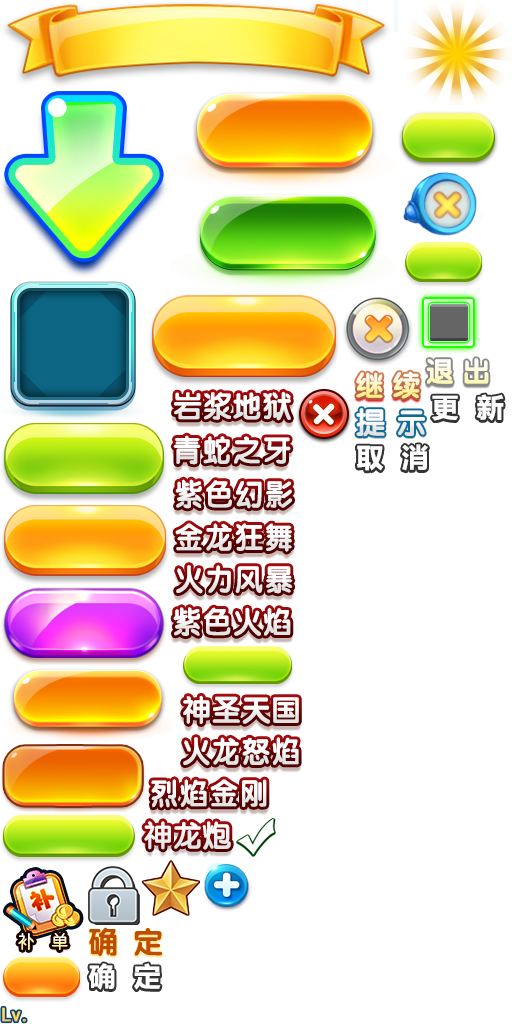 退 出
继 续
岩浆地狱
更 新
提 示
青蛇之牙
取 消
紫色幻影
金龙狂舞
火力风暴
紫色火焰
神圣天国
火龙怒焰
烈焰金刚
神龙炮
补
补 单
确 定
确 定
Lv.